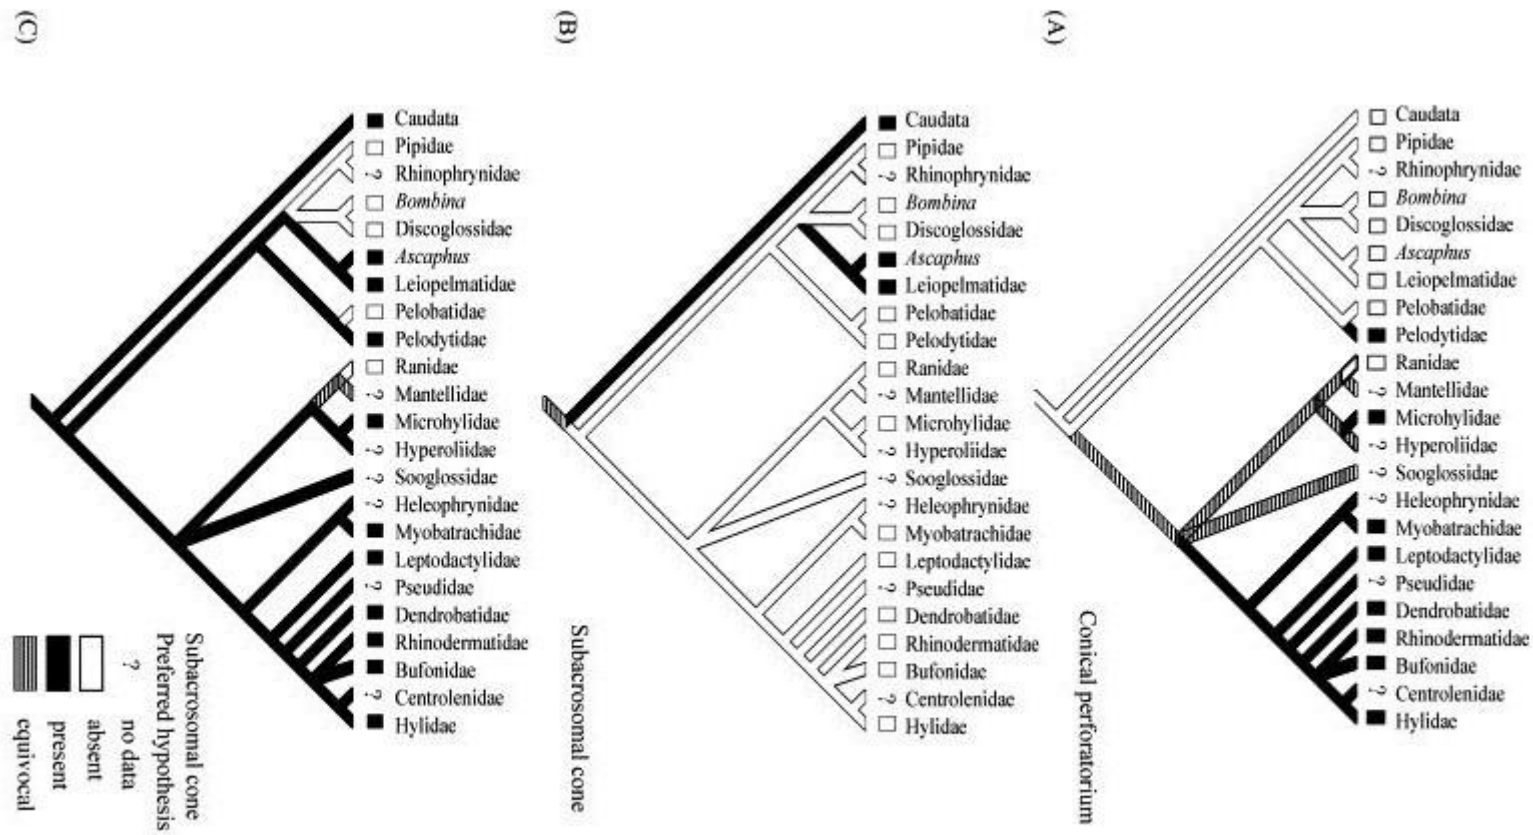 (C)
Caudata
Pipidae
? Rhinophrynidae
Bombina
Discoglossidae
Ascaphus
Leiopelmatidae
Pelobatidae
Pelodytidae
Ranidae
? Mantellidae
Microhylidae
? Hyperoliidae
? Sooglossidae
? Heleophrynidae
Myobatrachidae
Leptodactylidae
? Pseudidae
Dendrobatidae
Rhinodermatidae
Bufonidae
? Centrolenidae
Hylidae
Subacrosomal cone
Preferred hypothesis
? no data
absent
present
equivocal
(B)
Caudata
Pipidae
? Rhinophrynidae
Bombina
Discoglossidae
Ascaphus
Leiopelmatidae
Pelobatidae
Pelodytidae
Ranidae
? Mantellidae
Microhylidae
? Hyperoliidae
? Sooglossidae
? Heleophrynidae
Myobatrachidae
Leptodactylidae
? Pseudidae
Dendrobatidae
Rhinodermatidae
Bufonidae
? Centrolenidae
Hylidae
Subacrosomal cone
(A)
Caudata
Pipidae
? Rhinophrynidae
Bombina
Discoglossidae
Ascaphus
Leiopelmatidae
Pelobatidae
Pelodytidae
Ranidae
? Mantellidae
Microhylidae
? Hyperoliidae
? Sooglossidae
? Heleophrynidae
Myobatrachidae
Leptodactylidae
? Pseudidae
Dendrobatidae
Rhinodermatidae
Bufonidae
? Centrolenidae
Hylidae
Conical perforatorium